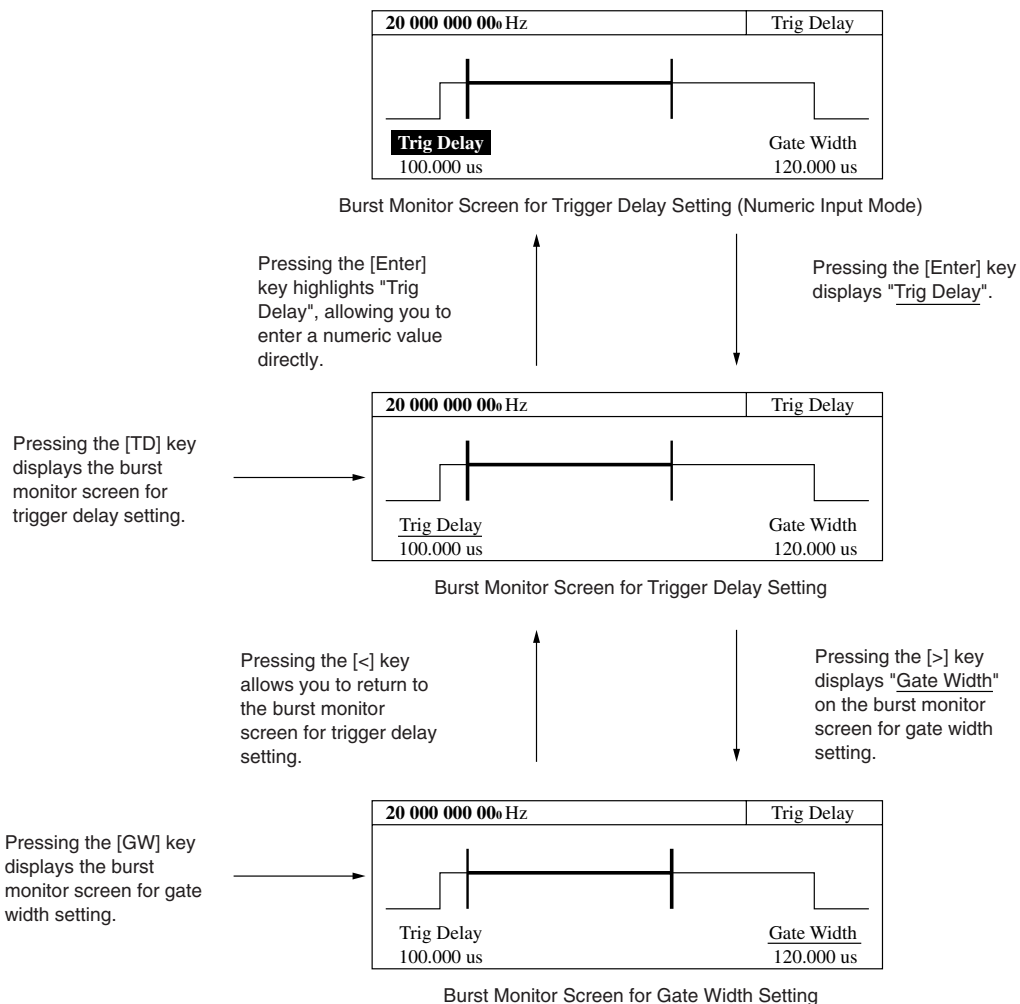 20 000 000 000 Hz
Trig Delay
Trig Delay
Gate Width
100.000 us
120.000 us
Burst Monitor Screen for Trigger Delay Setting (Numeric Input Mode)
Pressing the [Enter]
key highlights "Trig
Delay", allowing you to
enter a numeric value
directly.
Pressing the [Enter] key
displays "Trig Delay".
20 000 000 000 Hz
Trig Delay
Pressing the [TD] key
displays the burst
monitor screen for
trigger delay setting.
Trig Delay
Gate Width
100.000 us
120.000 us
Burst Monitor Screen for Trigger Delay Setting
Pressing the [<] key
allows you to return to
the burst monitor
screen for trigger delay
setting.
Pressing the [>] key
displays "Gate Width"
on the burst monitor
screen for gate width
setting.
20 000 000 000 Hz
Trig Delay
Pressing the [GW] key
displays the burst
monitor screen for gate
width setting.
Trig Delay
Gate Width
100.000 us
120.000 us
Burst Monitor Screen for Gate Width Setting